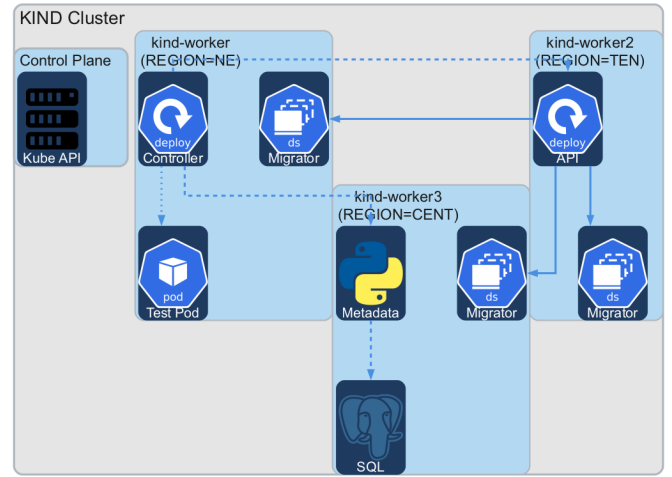 KIND Cluster
Control Plane
Kube API
kind-worker
(REGION=NE)
deploy
Controller
ds
Migrator
pod
Test Pod
kind-worker2
(REGION=TEN)
deploy
API
ds
Migrator
kind-worker3
(REGION=CENT)
Metadata
ds
Migrator
SQL